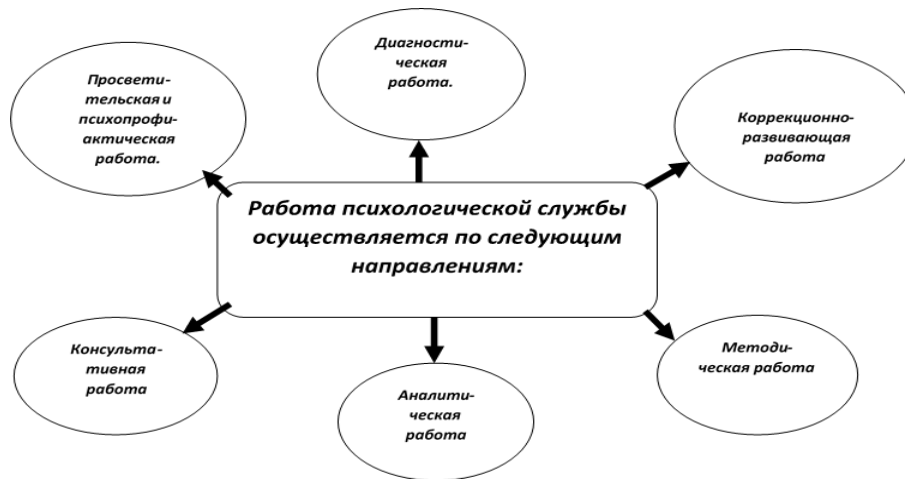 Диагности-
ческая
работа.
Просвети-
тельская и
психопрофи-
актическая
работа.
Коррекционно-
развивающая
работа
Работа психологической службы
осуществляется по следующим
направлениям:
Консульта-
тивная
работа
Аналити-
ческая
работа
Методи-
ческая работа